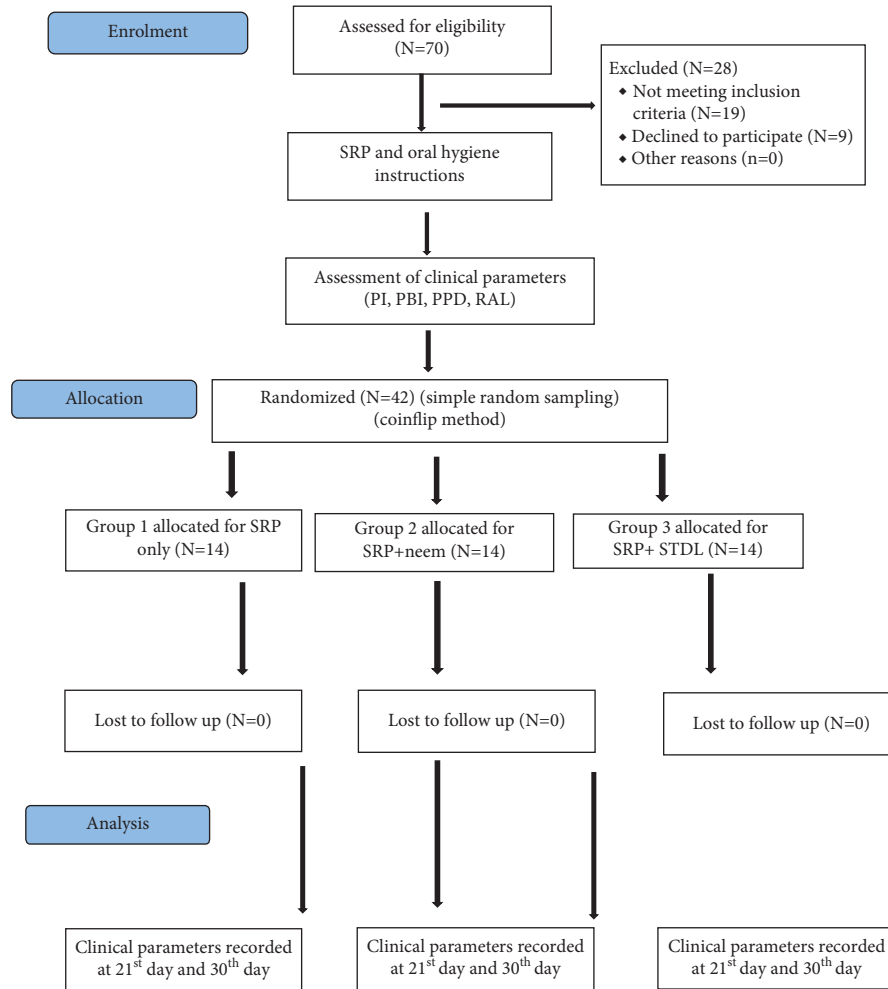 Enrolment
Assessed for eligibility
(N=70)
Excluded (N=28)
◆ Not meeting inclusion
criteria (N=19)
◆ Declined to participate (N=9)
◆ Other reasons (n=0)
SRP and oral hygiene
instructions
Assessment of clinical parameters
(PI, PBI, PPD, RAL)
Allocation
Randomized (N=42) (simple random sampling)
(coinflip method)
Group 1 allocated for SRP
only (N=14)
Group 2 allocated for
SRP+neem (N=14)
Group 3 allocated for
SRP+ STDL (N=14)
Lost to follow up (N=0)
Lost to follow up (N=0)
Lost to follow up (N=0)
Analysis
Clinical parameters recorded
at 21st day and 30th day
Clinical parameters recorded
at 21st day and 30th day
Clinical parameters recorded
at 21st day and 30th day